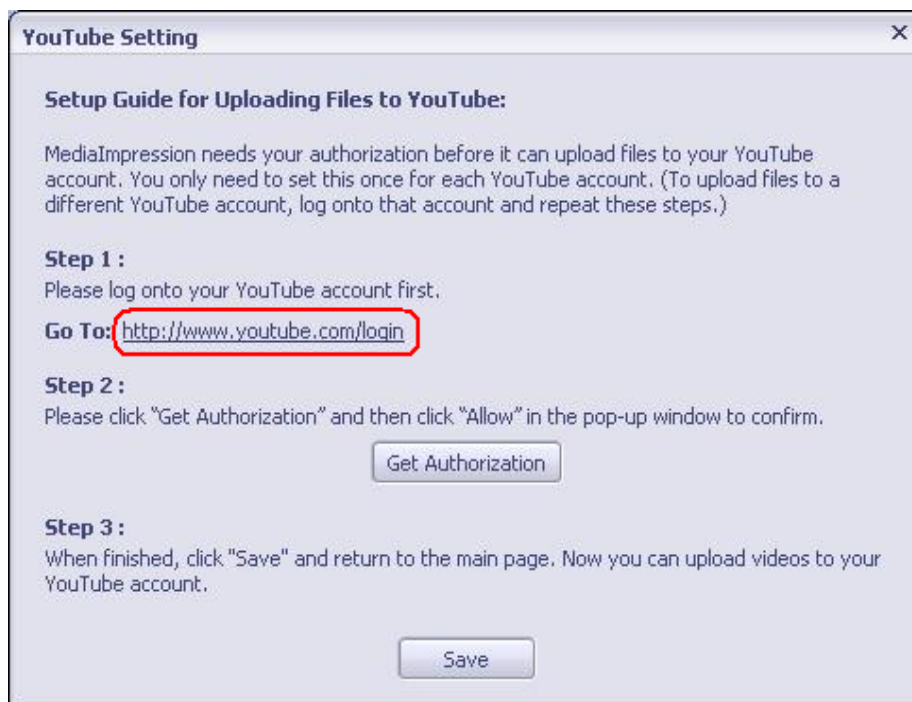 YouTube Setting
Setup Guide for Uploading Files to YouTube:
MediaImpression needs your authorization before it can upload files to your YouTube
account. You only need to set this once for each YouTube account. (To upload files to a
different YouTube account, log onto that account and repeat these steps.)
Step 1 :
Please log onto your YouTube account first.
Go To: http://www.youtube.com/login
Step 2 :
Please click "Get Authorization" and then click "Allow" in the pop-up window to confirm.
Get Authorization
Step 3 :
When finished, click "Save" and return to the main page. Now you can upload videos to your
YouTube account.
Save